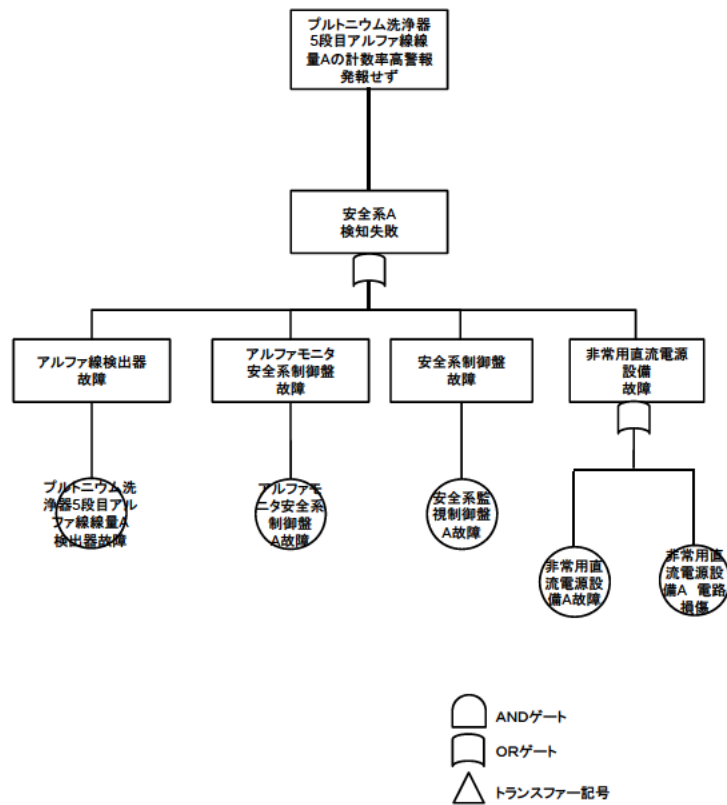 プルトニウム洗浄器
5段目アルファ線線
量Aの計数率高警報
発報せず
安全系A
検知失敗
アルファ線検出器
故障
アルファモニタ
安全系制御盤
故障
安全系制御盤
故障
非常用直流電源
設備
故障
プルトニウム洗
浄器5段目アル
ファ線線量A
検出器故障
アルファモ
ニタ安全系
制御盤
A故障
安全系監
視制御盤
A故障
非常用直
流電源設
備A故障
非常用直
流電源設
備A 電路
損傷
ANDゲート
ORゲート
トランスファー記号